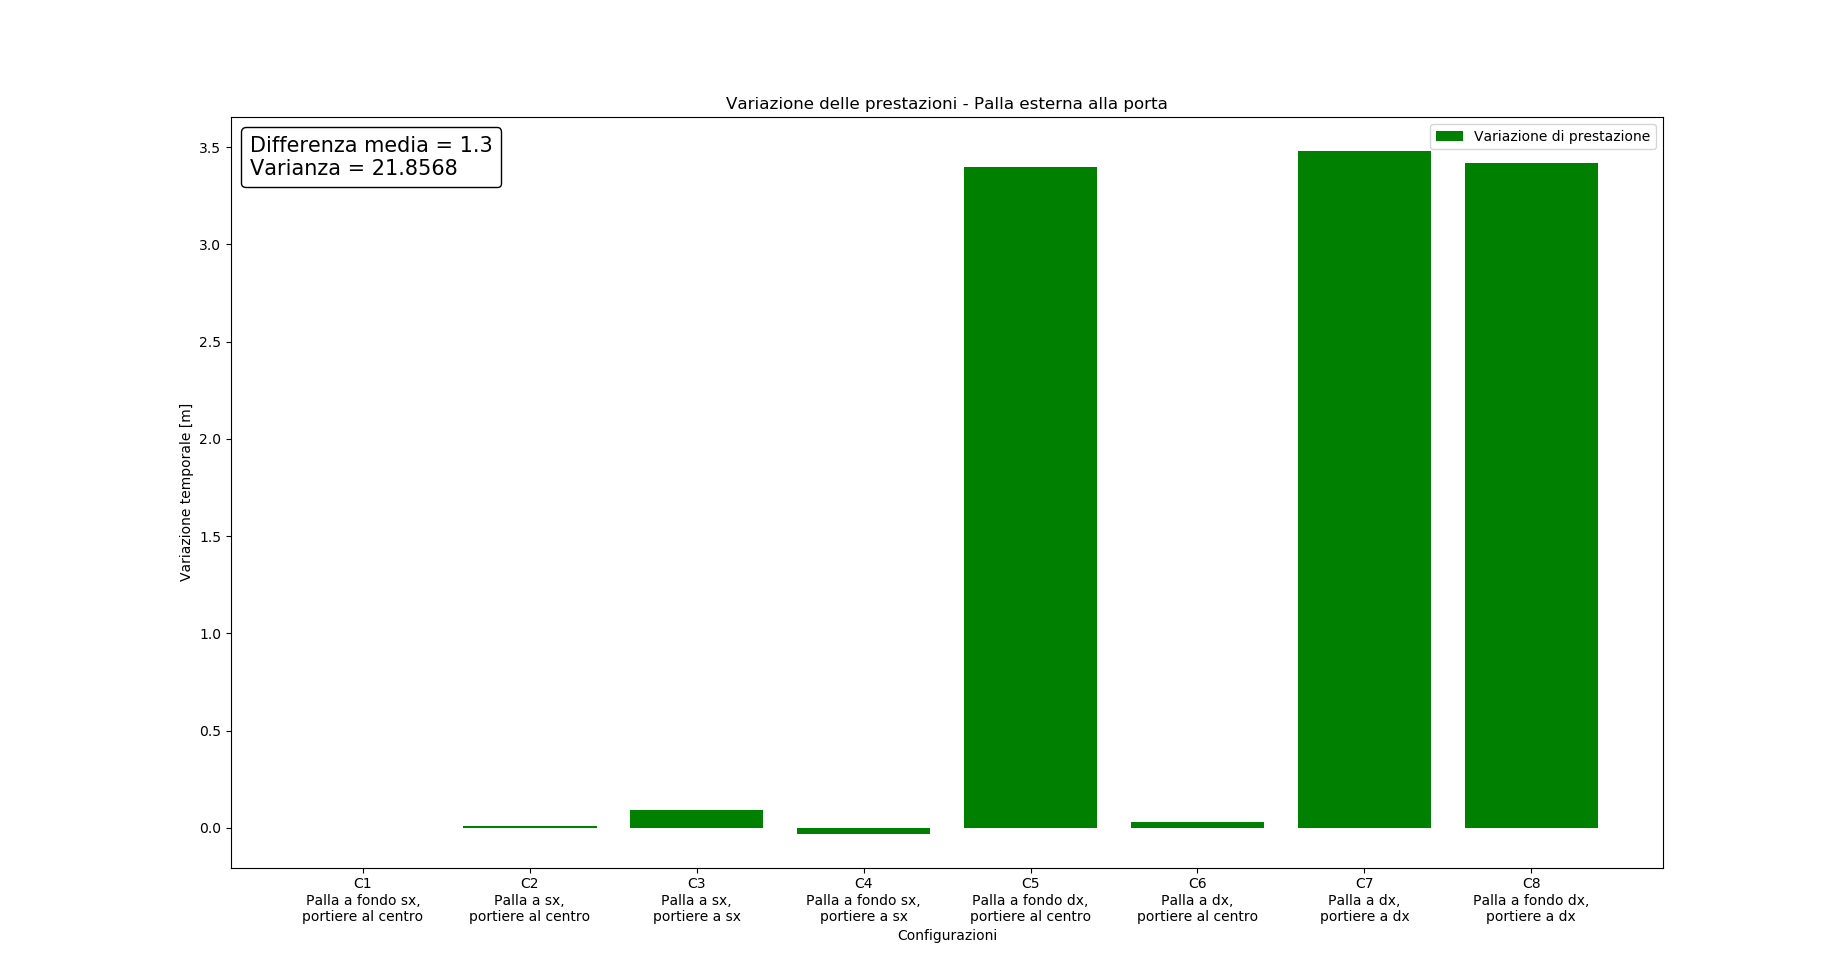 Variazione delle prestazioni - Palla esterna alla porta
Differenza media = 1.3
Varianza = 21.8568
Variazione di prestazione
Variazione temporale [m]
3.5
3.0
2.5
2.0
1.5
1.0
0.5
0.0
C1
Palla a fondo sx,
portiere al centro
C2
Palla a sx,
portiere al centro
C3
Palla a sx,
portiere a sx
C4
Palla a fondo sx,
portiere a sx
C5
Palla a fondo dx,
portiere al centro
C6
Palla a dx,
portiere al centro
C7
Palla a dx,
portiere a dx
C8
Palla a fondo dx,
portiere a dx
Configurazioni